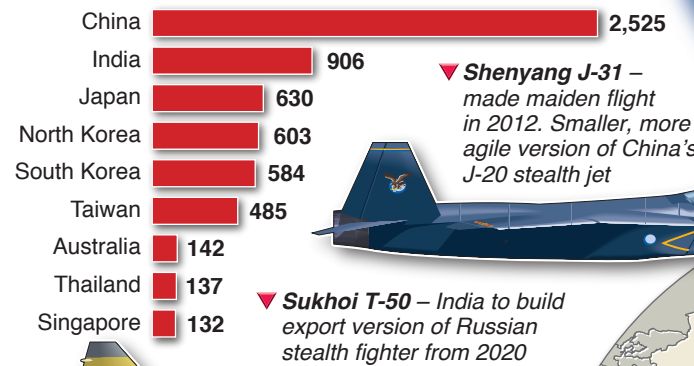 China 2,525
India 906
▼ Shenyang J-31 –
made maiden flight
in 2012. Smaller, more
agile version of China's
J-20 stealth jet
Japan 630
North Korea 603
South Korea 584
Taiwan 485
Australia 142
Thailand 137
Singapore 132
▼ Sukhoi T-50 – India to build
export version of Russian
stealth fighter from 2020